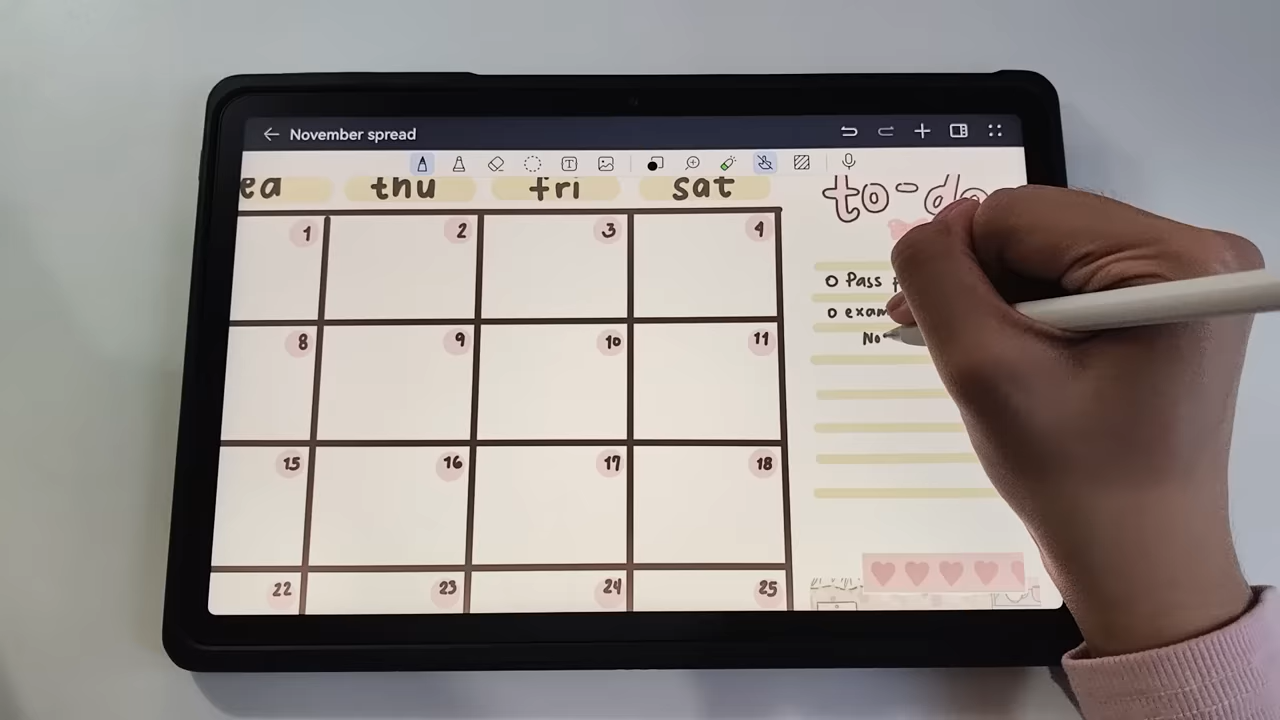 November spread
ea thu fri sat
to-do
1 2 3 4
8 9 10 11
15 16 17 18
22 23 24 25
o Pass
o exam
No